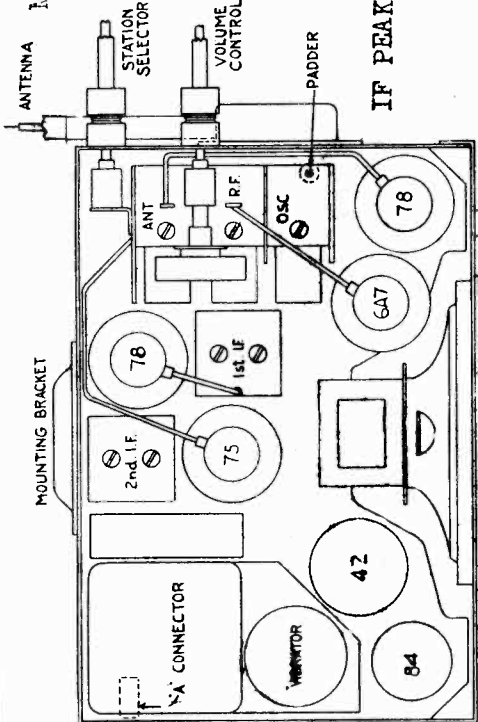 ANTENNA
STATION
SELECTOR
VOLUME
CONTROL
PADDER
IF PEAK
MOUNTING BRACKET
ANT
R.F.
OSC
78
6A7
78
1st. I.F.
2nd. I.F.
75
42
84
"A" CONNECTOR
VIBRATOR